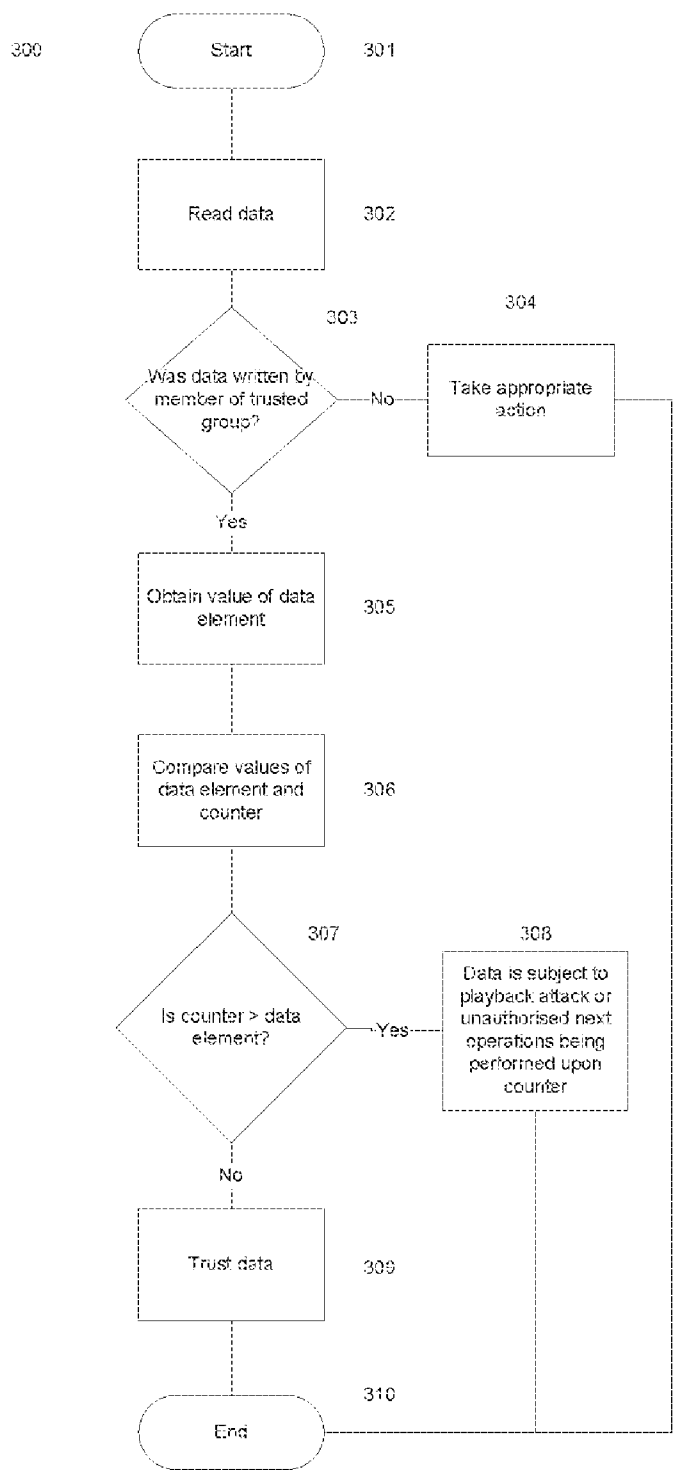 300
Start
301
Read data
302
303
304
Was data written by
member of trusted
group?
No
Take appropriate
action
Yes
Obtain value of data
element
305
Compare values of
data element and
counter
306
307
308
Is counter > data
element?
Yes
Data is subject to
playback attack or
unauthorised next
operations being
performed upon
counter
No
Trust data
309
310
End